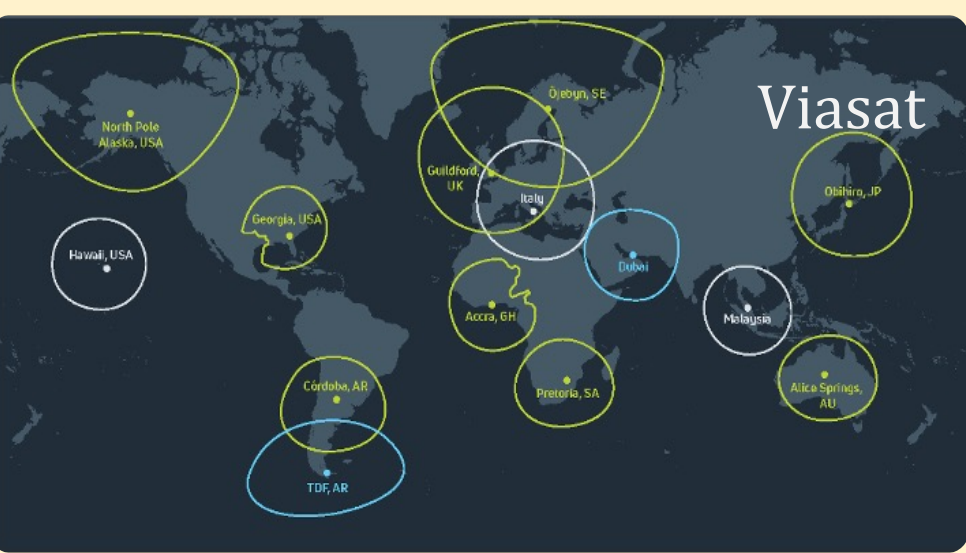 Viasat
Öjebyn, SE
North Pole
Alaska, USA
Guildford,
UK
Italy
Obihiro, JP
Georgia, USA
Hawaii, USA
Dubai
Accra, GH
Malaysia
Córdoba, AR
Pretoria, SA
Alice Springs,
AU
TDF, AR